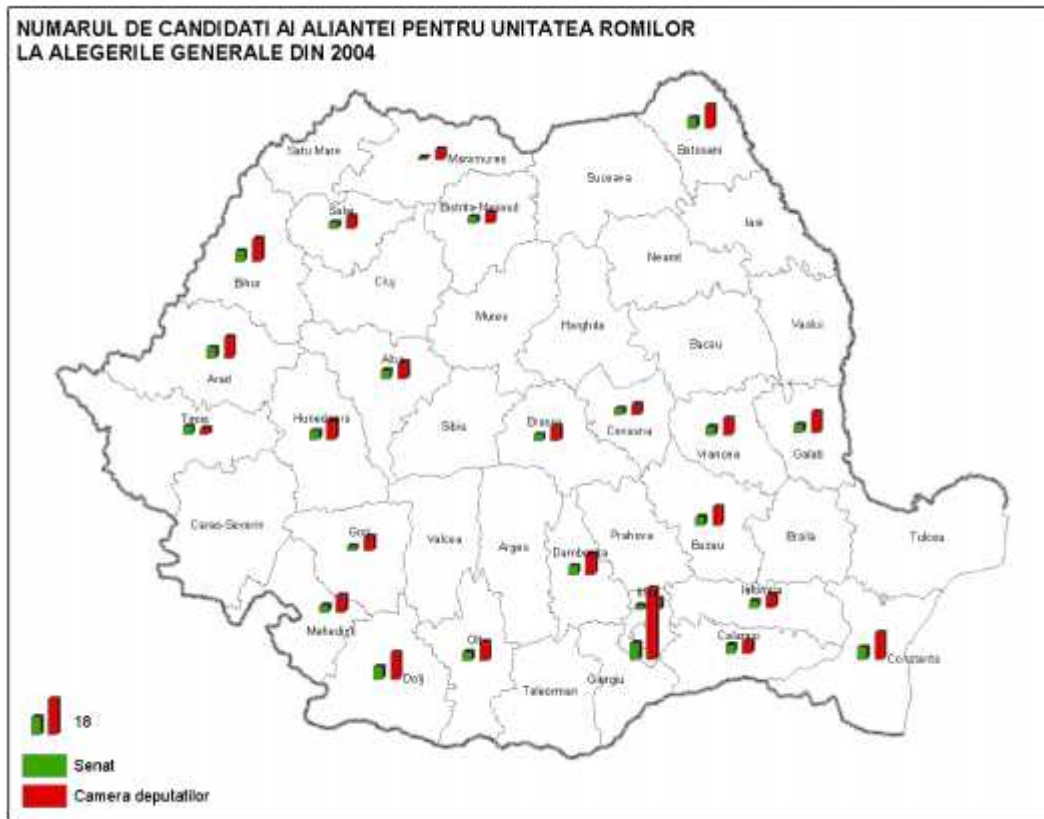 NUMARUL DE CANDIDATI AI ALIANTEI PENTRU UNITATEA ROMILOR
LA ALEGERILE GENERALE DIN 2004
Botosani
Satu Mare
Maramures
Suceava
Bistrita-Nasaud
Salaj
Iasi
Neamt
Bihor
Cluj
Mures
Harghita
Vaslui
Bacau
Alba
Arad
Timis
Hunedoara
Sibiu
Brasov
Covasna
Vrancea
Galati
Caras-Severin
Gorj
Valcea
Arges
Dambovita
Prahova
Buzau
Braila
Tulcea
Ialomita
Mehedinti
Olt
Calarasi
Constanta
Dolj
Teleorman
Giurgiu
18
Senat
Camera deputatilor